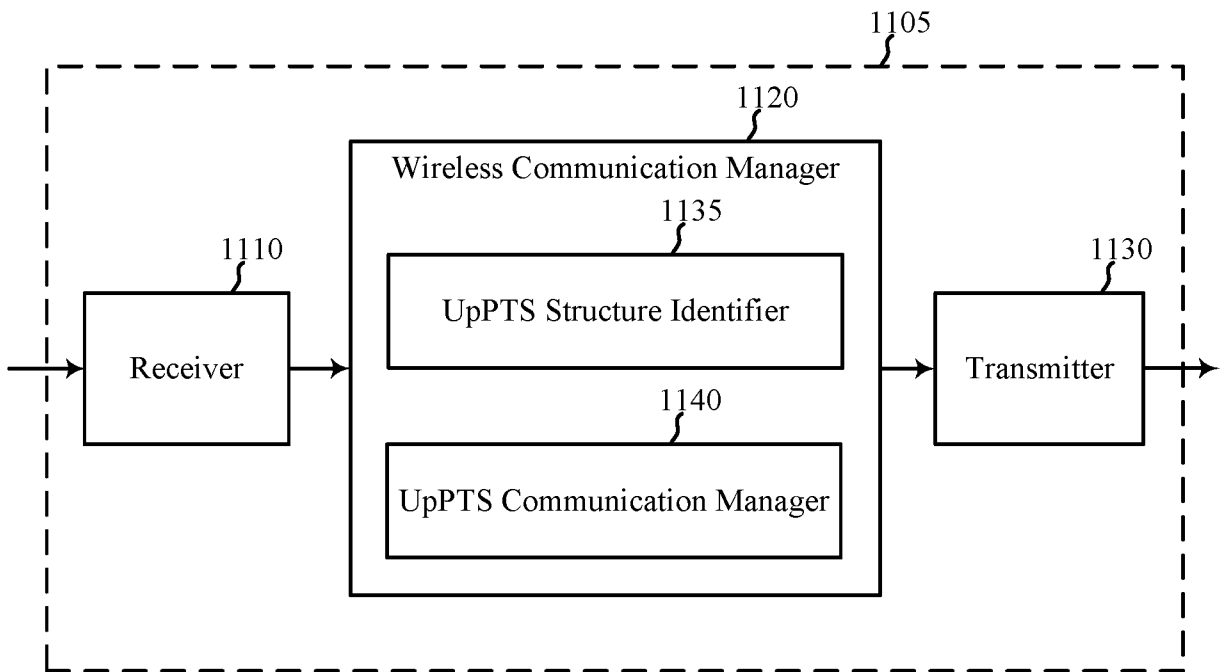 1105
1120
Wireless Communication Manager
1135
1110
1130
UpPTS Structure Identifier
Receiver
Transmitter
1140
UpPTS Communication Manager